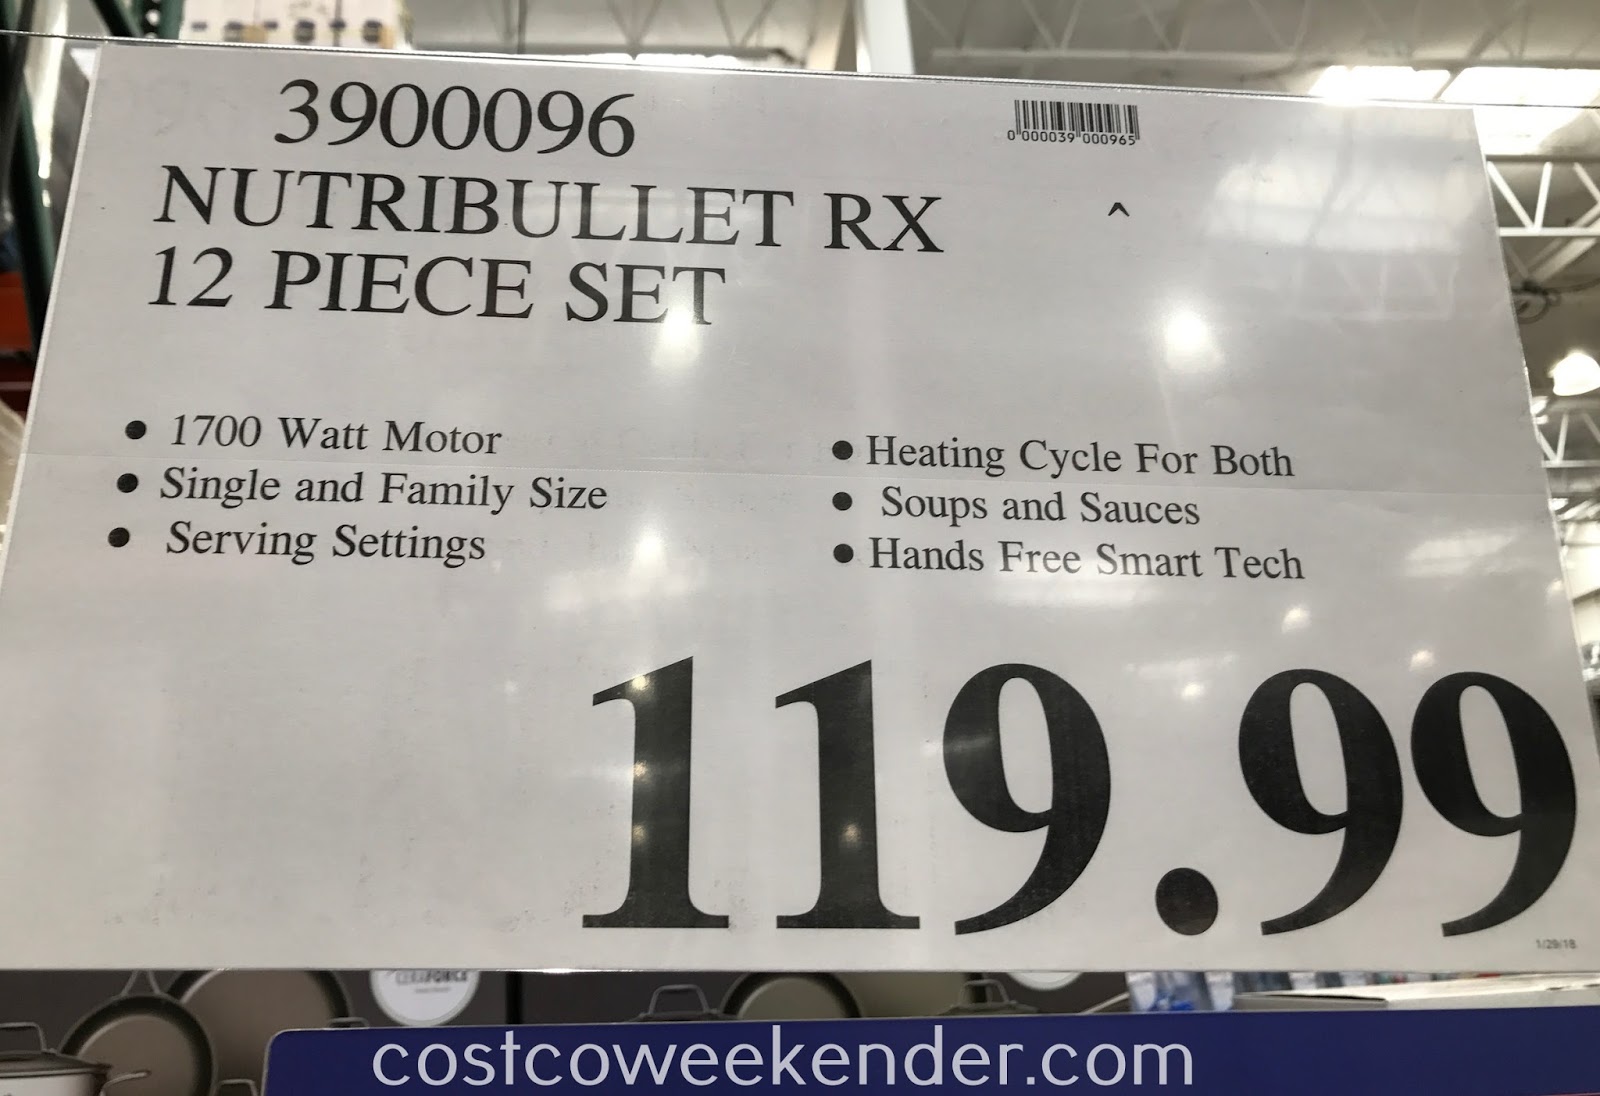 3900096
0 000039 000965
NUTRIBULLET RX ^
12 PIECE SET
• 1700 Watt Motor
• Single and Family Size
• Serving Settings
• Heating Cycle For Both
• Soups and Sauces
• Hands Free Smart Tech
119.99
1/29/18
costcoweekender.com